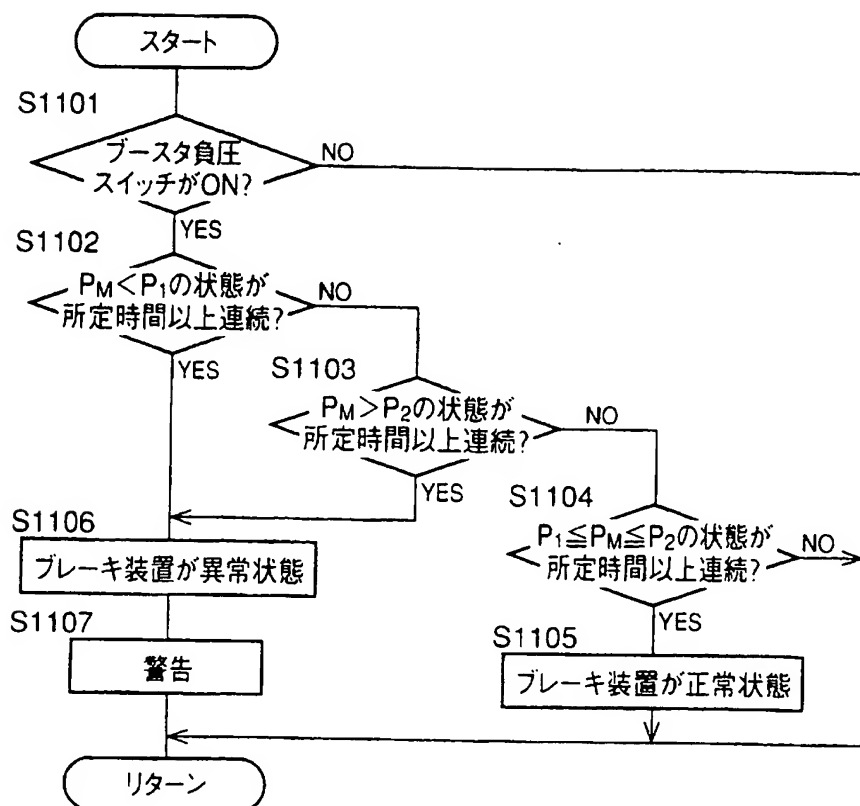 スタート
S1101
ブースタ負圧
スイッチがON?
NO
YES
S1102
PM<P1の状態が
所定時間以上連続?
NO
YES
S1103
PM>P2の状態が
所定時間以上連続?
NO
YES
S1104
P1≦PM≦P2の状態が
所定時間以上連続?
NO
YES
S1105
ブレーキ装置が正常状態
S1106
ブレーキ装置が異常状態
S1107
警告
リターン